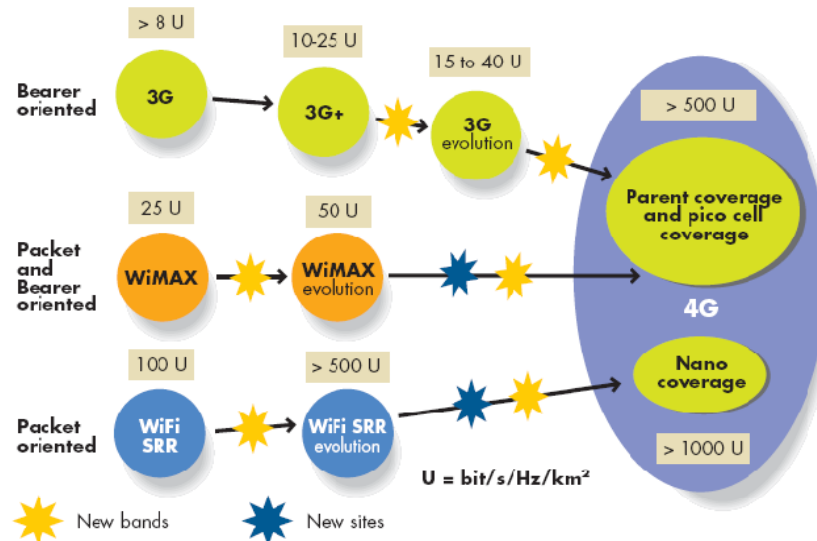 > 8 U
10-25 U
15 to 40 U
Bearer
oriented
3G
3G+
3G
evolution
> 500 U
Parent coverage
and pico cell
coverage
25 U
50 U
Packet
and
Bearer
oriented
WiMAX
WiMAX
evolution
4G
100 U
> 500 U
Packet
oriented
WiFi
SRR
WiFi SRR
evolution
Nano
coverage
> 1000 U
U = bit/s/Hz/km²
New bands
New sites